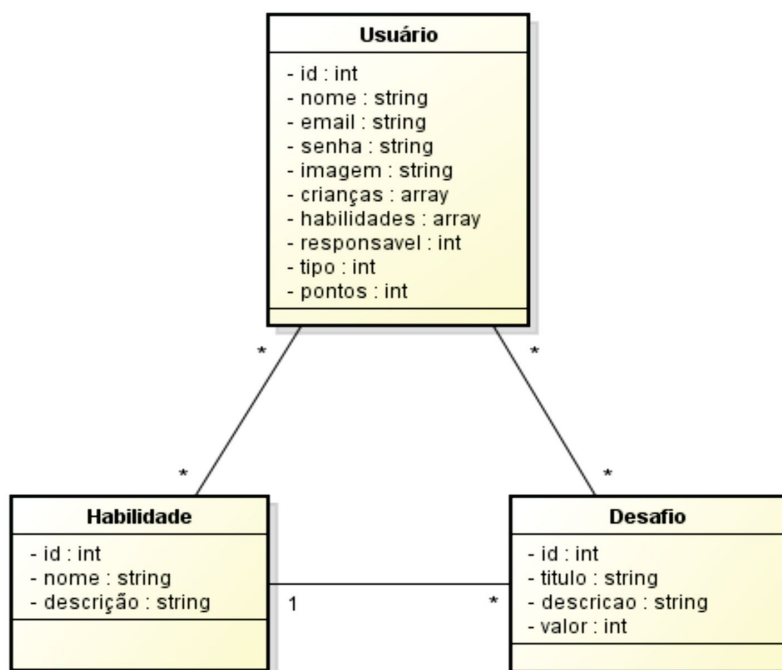 Usuário
- id : int
- nome : string
- email : string
- senha : string
- imagem : string
- crianças : array
- habilidades : array
- responsavel : int
- tipo : int
- pontos : int
* *
* *
Habilidade
- id : int
- nome : string
- descrição : string
1 *
Desafio
- id : int
- titulo : string
- descricao : string
- valor : int